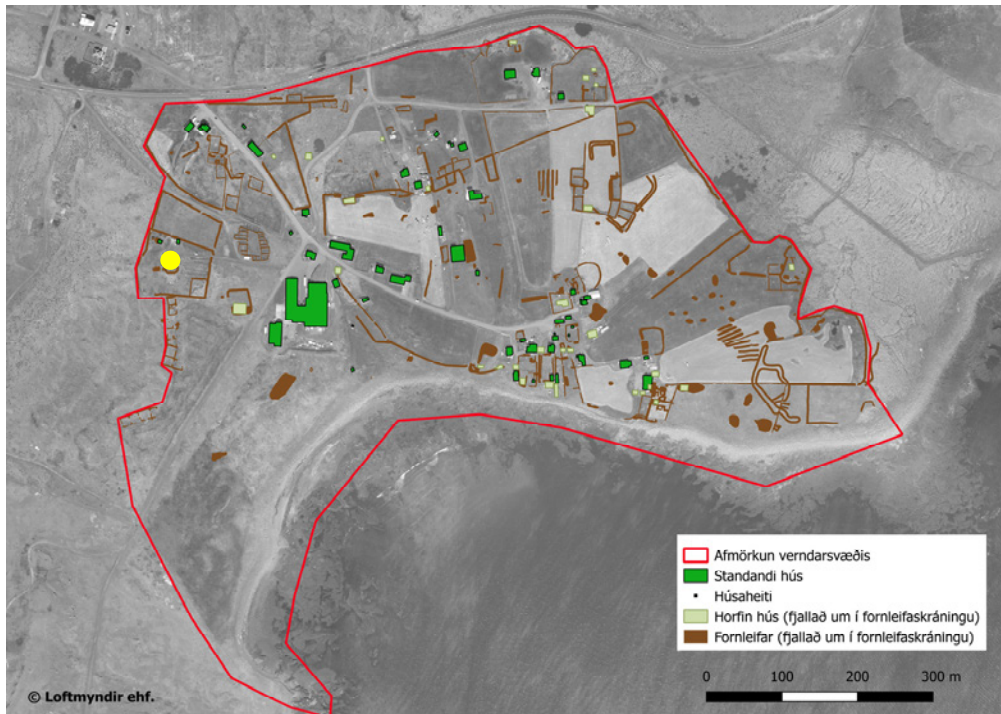 Afmörkun verndarsvæðis
Standandi hús
Húsaheiti
Horfin hús (fjallað um í fornleifaskráningu)
Fornleifar (fjallað um í fornleifaskráningu)
0 100 200 300 m
© Loftmyndir ehf.